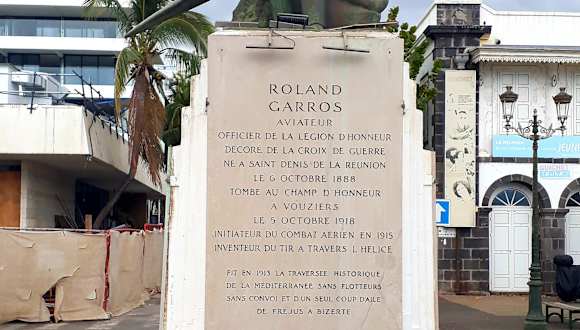 ROLAND
GARROS
AVIATEUR
OFFICIER DE LA LEGION D'HONNEUR
DECORE DE LA CROIX DE GUERRE
NE A SAINT DENIS DE LA REUNION
LE 6 OCTOBRE 1888
TOMBE AU CHAMP D'HONNEUR
A VOUZIERS
LE 5 OCTOBRE 1918
INITIATEUR DU COMBAT AERIEN EN 1915
INVENTEUR DU TIR A TRAVERS L'HELICE
FIT EN 1913 LA TRAVERSEE HISTORIQUE
DE LA MEDITERRANEE SANS FLOTTEURS
SANS CONVOI ET D'UN SEUL COUP D'AILE
DE FREJUS A BIZERTE